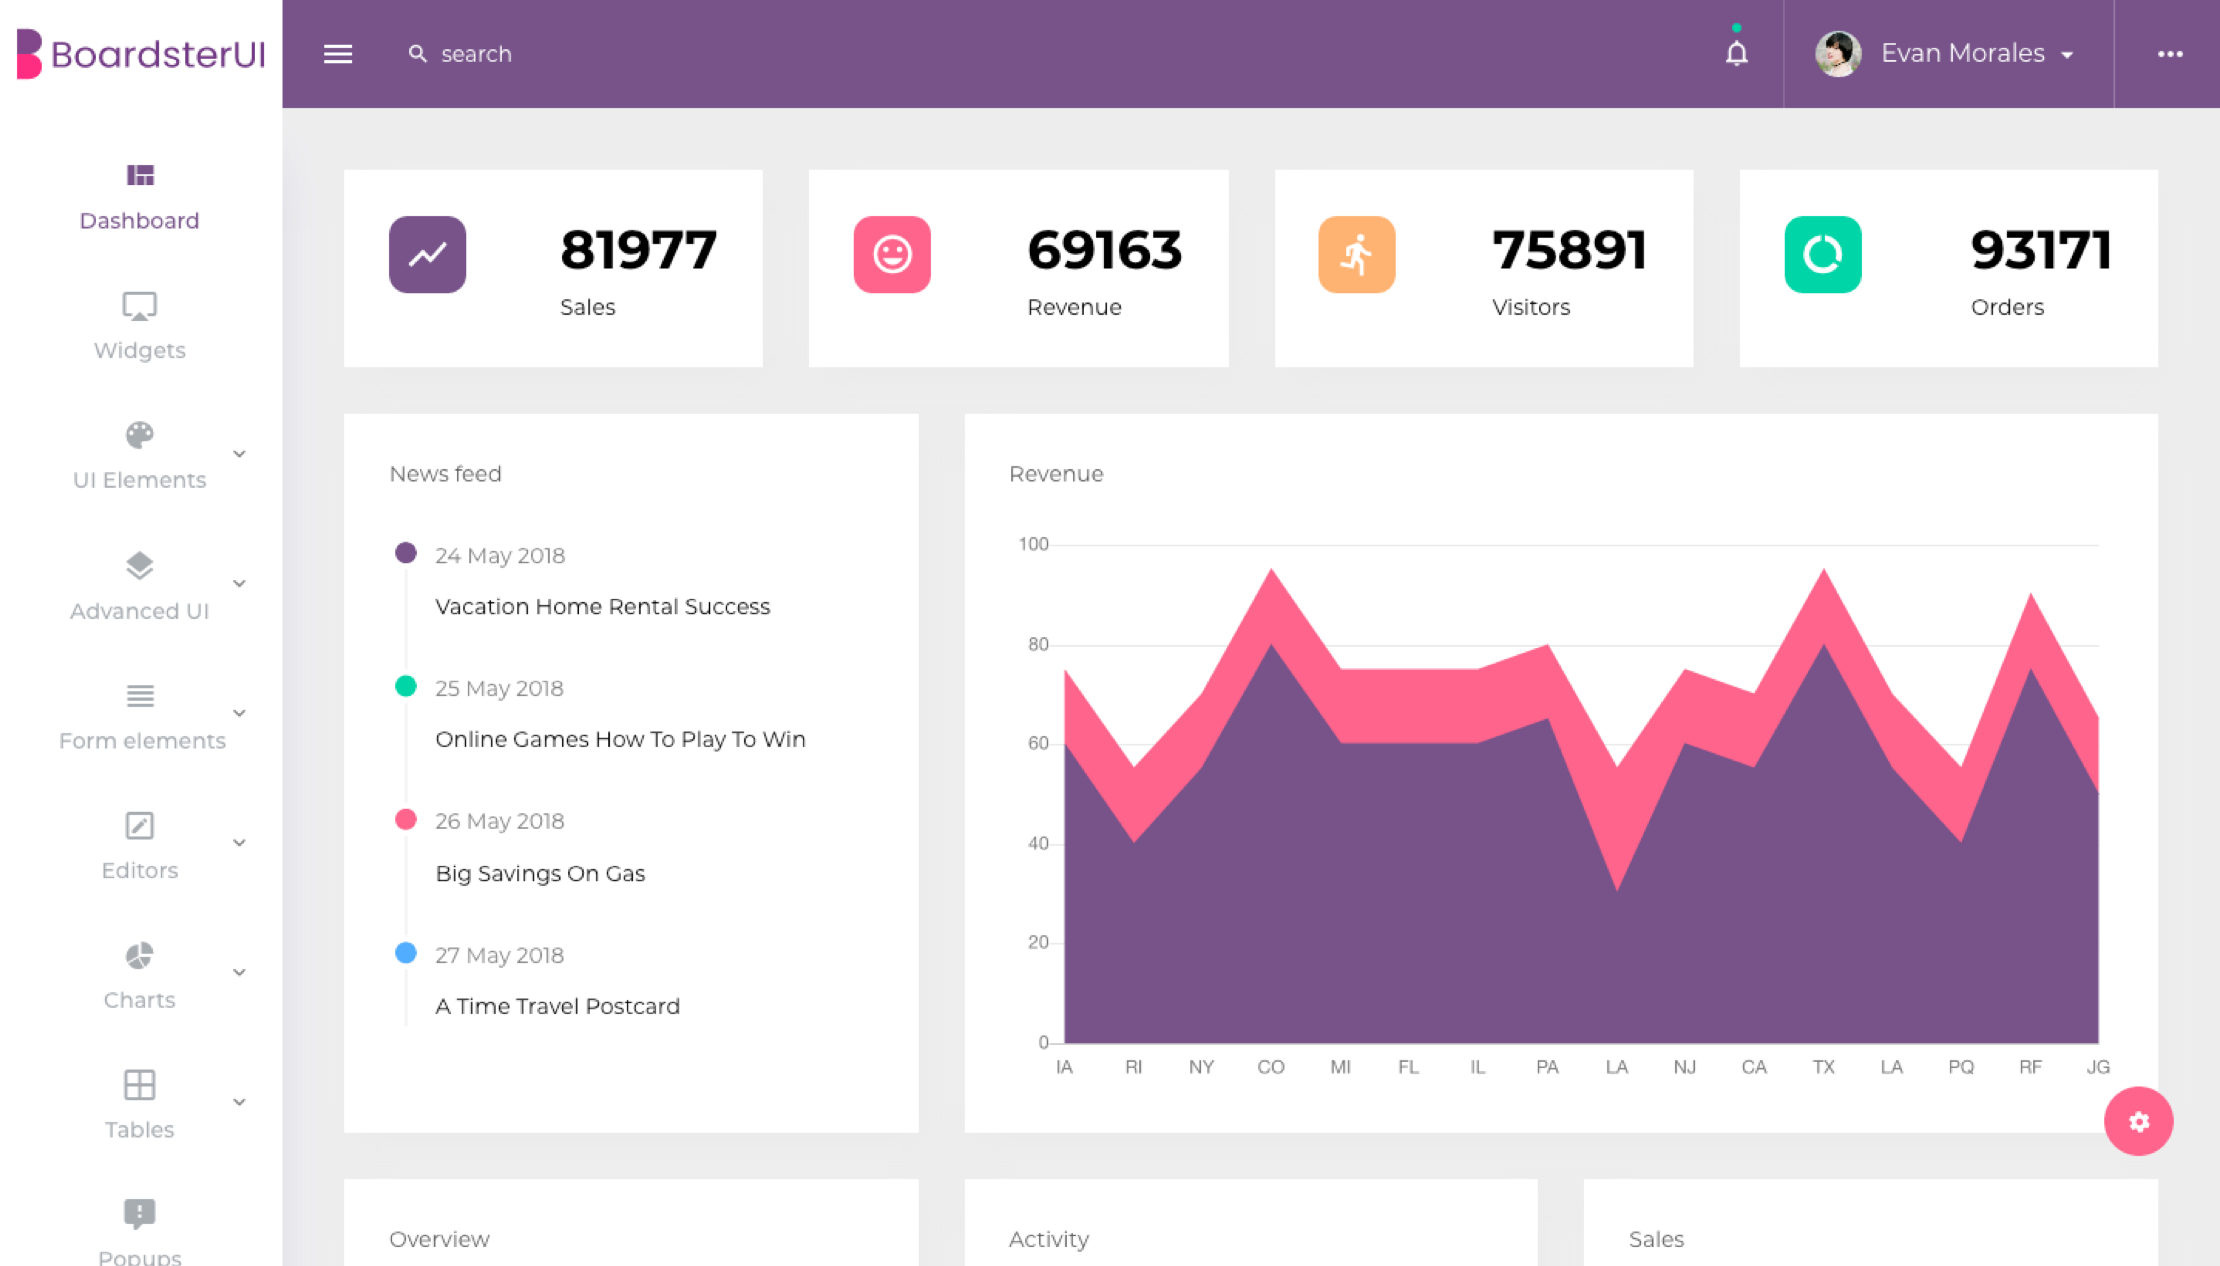 BoardsterUI
search
Evan Morales
Dashboard
Widgets
UI Elements
Advanced UI
Form elements
Editors
Charts
Tables
Popups
81977
Sales
69163
Revenue
75891
Visitors
93171
Orders
News feed
24 May 2018
Vacation Home Rental Success
25 May 2018
Online Games How To Play To Win
26 May 2018
Big Savings On Gas
27 May 2018
A Time Travel Postcard
Revenue
100
80
60
40
20
0
IA RI NY CO MI FL IL PA LA NJ CA TX LA PQ RF JG
Overview
Activity
Sales